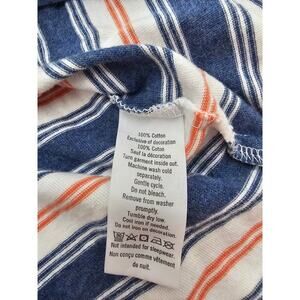 100% Cotton
Exclusive of decoration
100% Coton
Sauf la décoration
Turn garment inside out.
Machine wash cold
separately.
Gentle cycle.
Do not bleach.
Remove from washer
promptly.
Tumble dry low.
Cool iron if needed.
Do not iron on decoration.
Not intended for sleepwear.
Non conçu comme vêtement
de nuit.